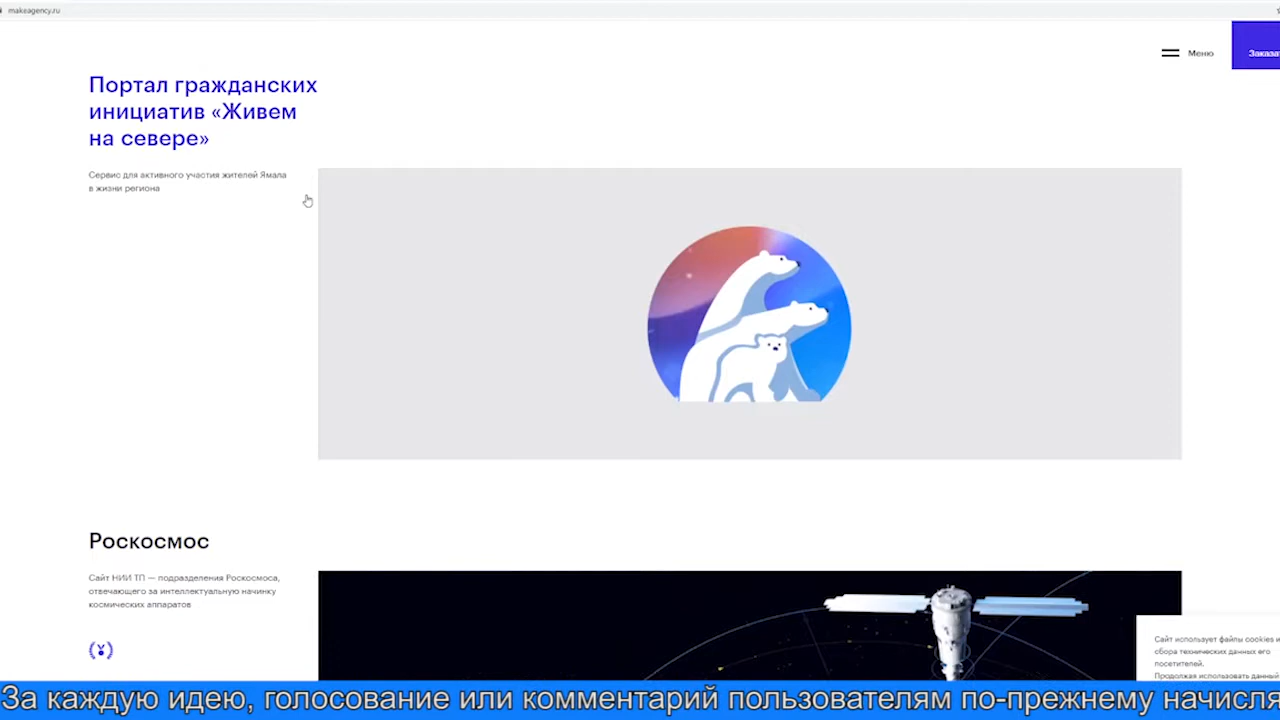 makeagency.ru
Меню
Портал гражданских
инициатив «Живем
на севере»
Сервис для активного участия жителей Ямала
в жизни региона
Роскосмос
Сайт НИИ ТП — подразделения Роскосмоса,
отвечающего за интеллектуальную начинку
космических аппаратов
Сайт использует файлы cookies и
сбора технических данных его
посетителей.
Продолжая использовать данный
За каждую идею, голосование или комментарий пользователям по-прежнему начисля